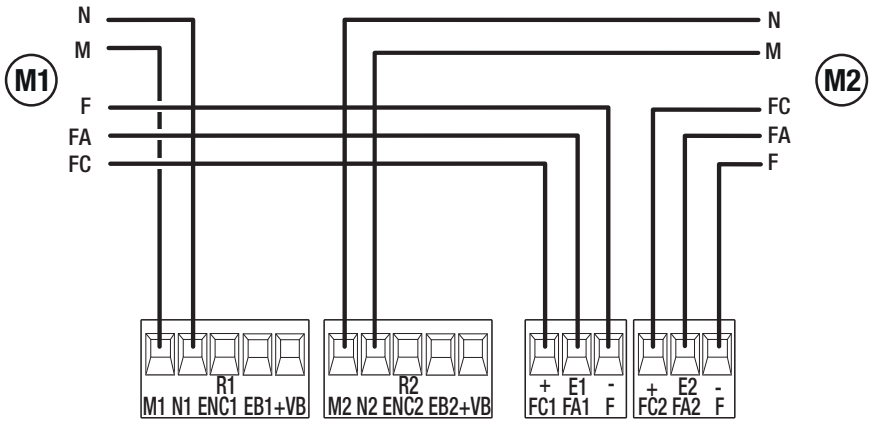 N
M
M1
F
FA
FC
N
M
M2
FC
FA
F
R1
M1 N1 ENC1 EB1+VB
R2
M2 N2 ENC2 EB2+VB
+ E1 -
FC1 FA1 F
+ E2 -
FC2 FA2 F